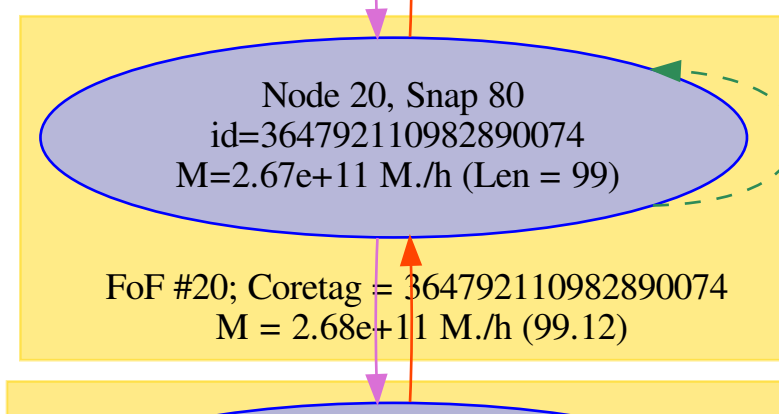 Node 20, Snap 80
id=364792110982890074
M=2.67e+11 M./h (Len = 99)
FoF #20; Coretag = 364792110982890074
M = 2.68e+11 M./h (99.12)